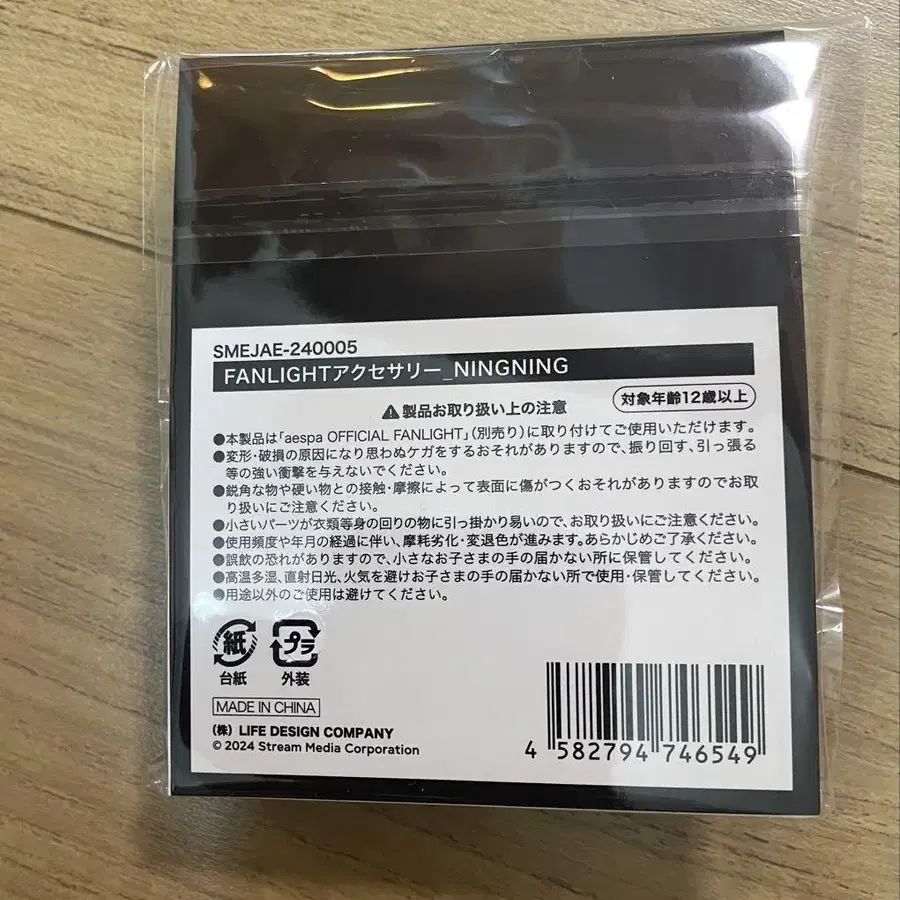 SMEJAE-240005
FANLIGHTアクセサリー_NINGNING
⚠製品お取り扱い上の注意
対象年齢12歳以上
●本製品は「aespa OFFICIAL FANLIGHT」(別売り)に取り付けてご使用いただけます。
●変形・破損の原因になり思わぬケガをするおそれがありますので、振り回す、引っ張る
等の強い衝撃を与えないでください。
●鋭角な物や硬い物との接触・摩擦によって表面に傷がつくおそれがありますのでお取
り扱いにご注意ください。
●小さいパーツが衣類等身の回りの物に引っ掛かり易いので、お取り扱いにご注意ください。
●使用頻度や年月の経過に伴い、摩耗劣化・変退色が進みます。あらかじめご了承ください。
●誤飲の恐れがありますので、小さなお子さまの手の届かない所に保管してください。
●高温多湿、直射日光、火気を避けお子さまの手の届かない所で使用・保管してください。
●用途以外のご使用は避けてください。
紙 プラ
台紙 外装
MADE IN CHINA
(株) LIFE DESIGN COMPANY
© 2024 Stream Media Corporation
4 582794 746549